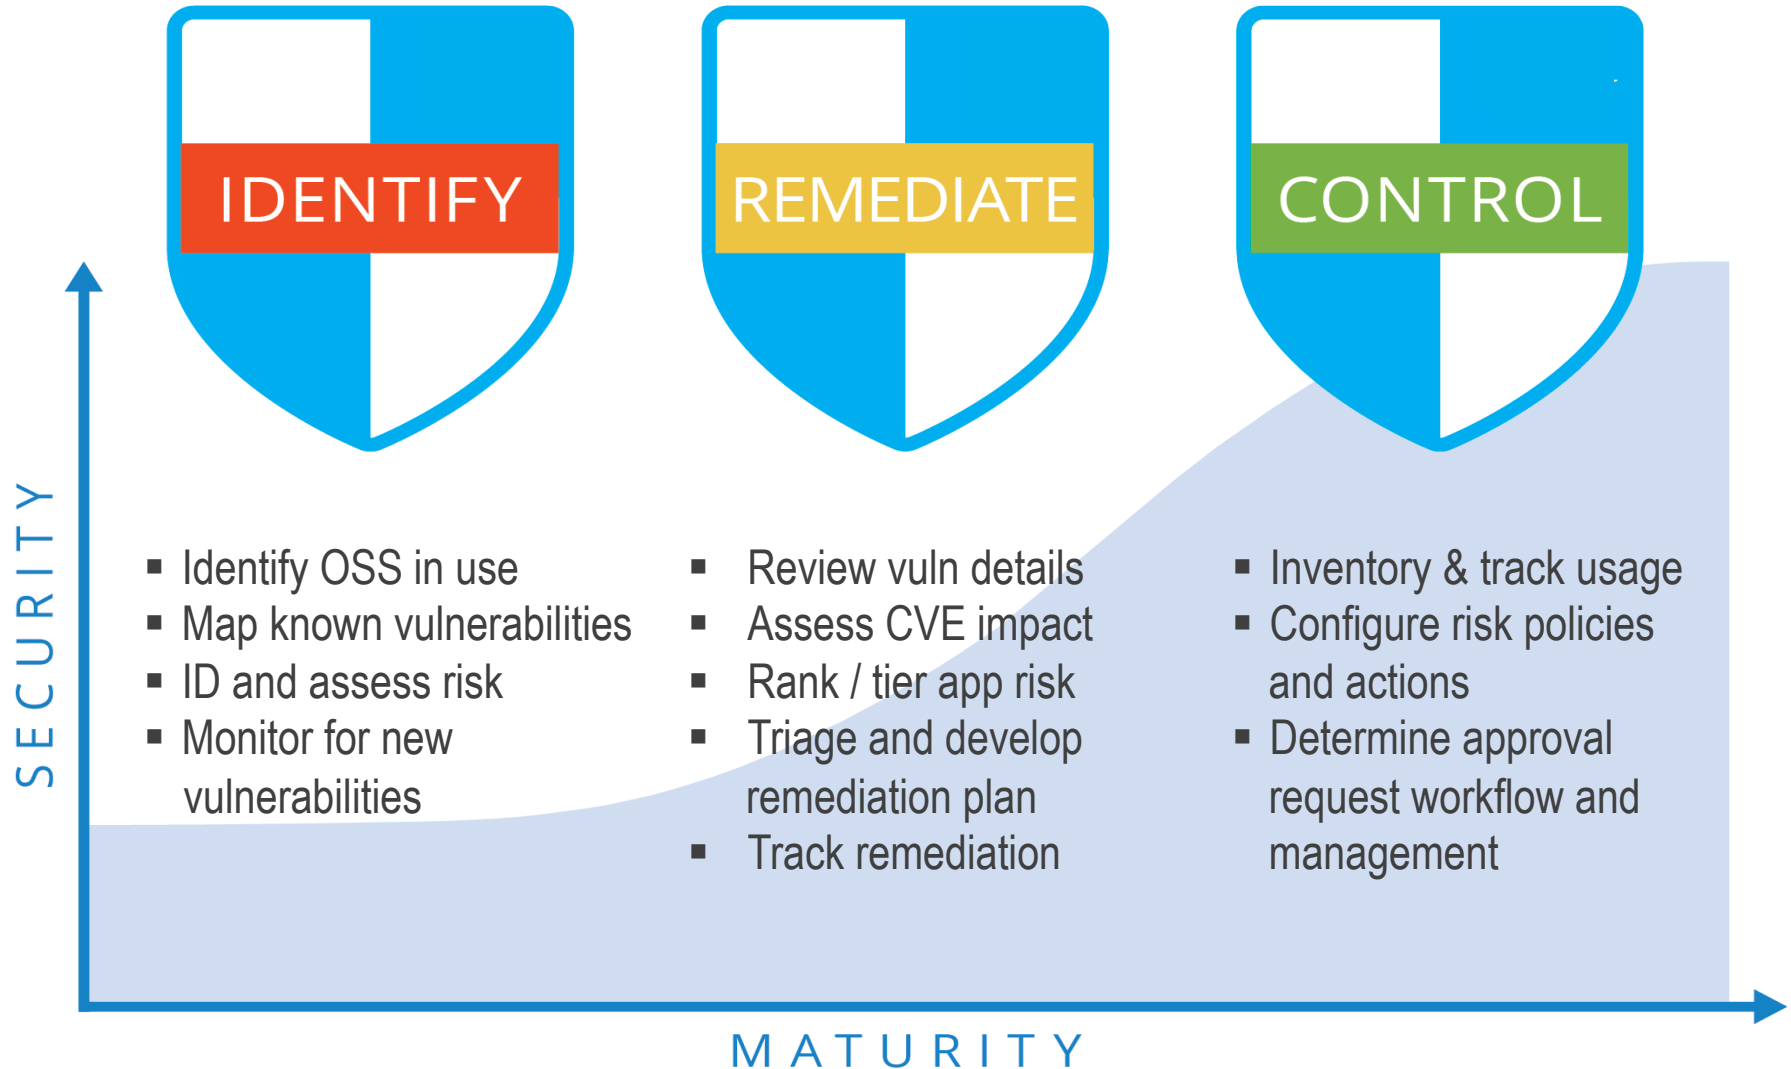 IDENTIFY
REMEDIATE
CONTROL
SECURITY
▪ Identify OSS in use
▪ Map known vulnerabilities
▪ ID and assess risk
▪ Monitor for new
vulnerabilities
▪ Review vuln details
▪ Assess CVE impact
▪ Rank / tier app risk
▪ Triage and develop
remediation plan
▪ Track remediation
▪ Inventory & track usage
▪ Configure risk policies
and actions
▪ Determine approval
request workflow and
management
MATURITY